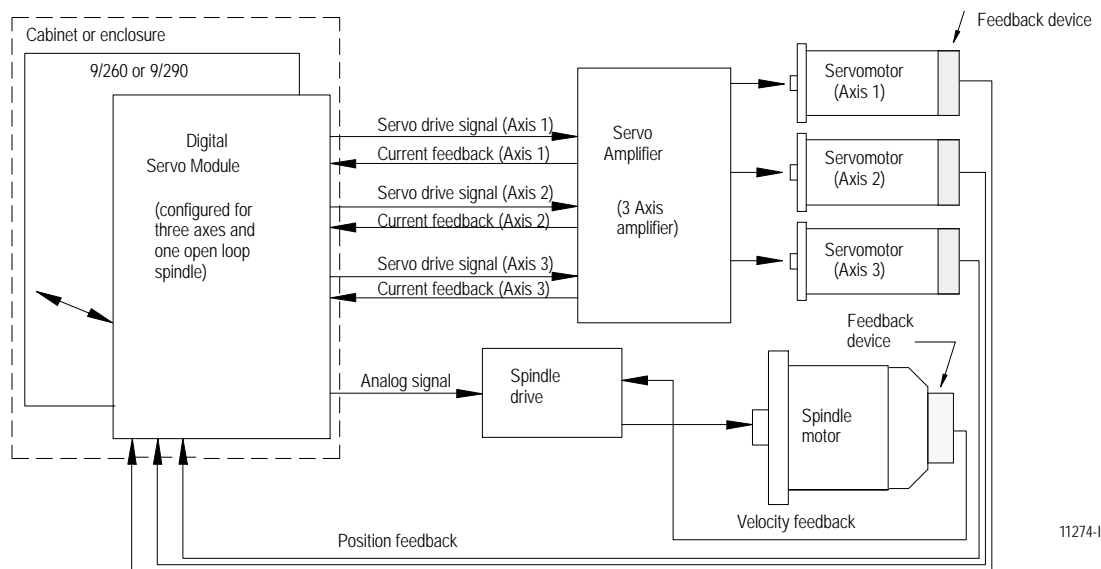 Feedback device
Cabinet or enclosure
9/260 or 9/290
Digital
Servo Module
(configured for
three axes and
one open loop
spindle)
Servo drive signal (Axis 1)
Current feedback (Axis 1)
Servo drive signal (Axis 2)
Current feedback (Axis 2)
Servo drive signal (Axis 3)
Current feedback (Axis 3)
Servo
Amplifier
(3 Axis
amplifier)
Servomotor
(Axis 1)
Servomotor
(Axis 2)
Servomotor
(Axis 3)
Feedback
device
Analog signal
Spindle
drive
Spindle
motor
Velocity feedback
Position feedback
11274-I